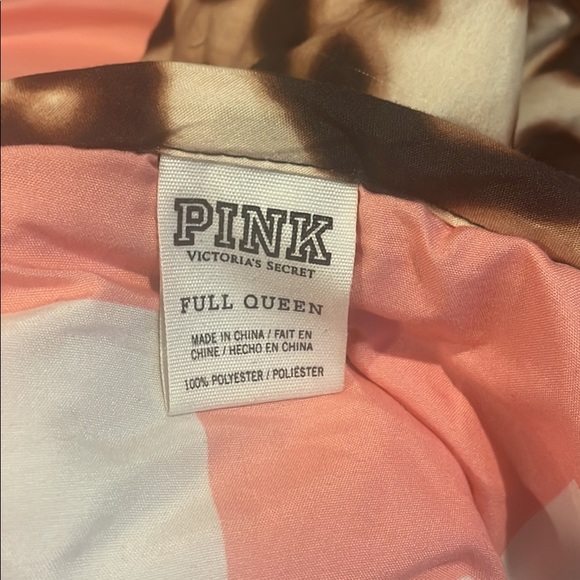 PINK
VICTORIA'S SECRET
FULL QUEEN
MADE IN CHINA / FAIT EN
CHINE / HECHO EN CHINA
100% POLYESTER / POLIÉSTER